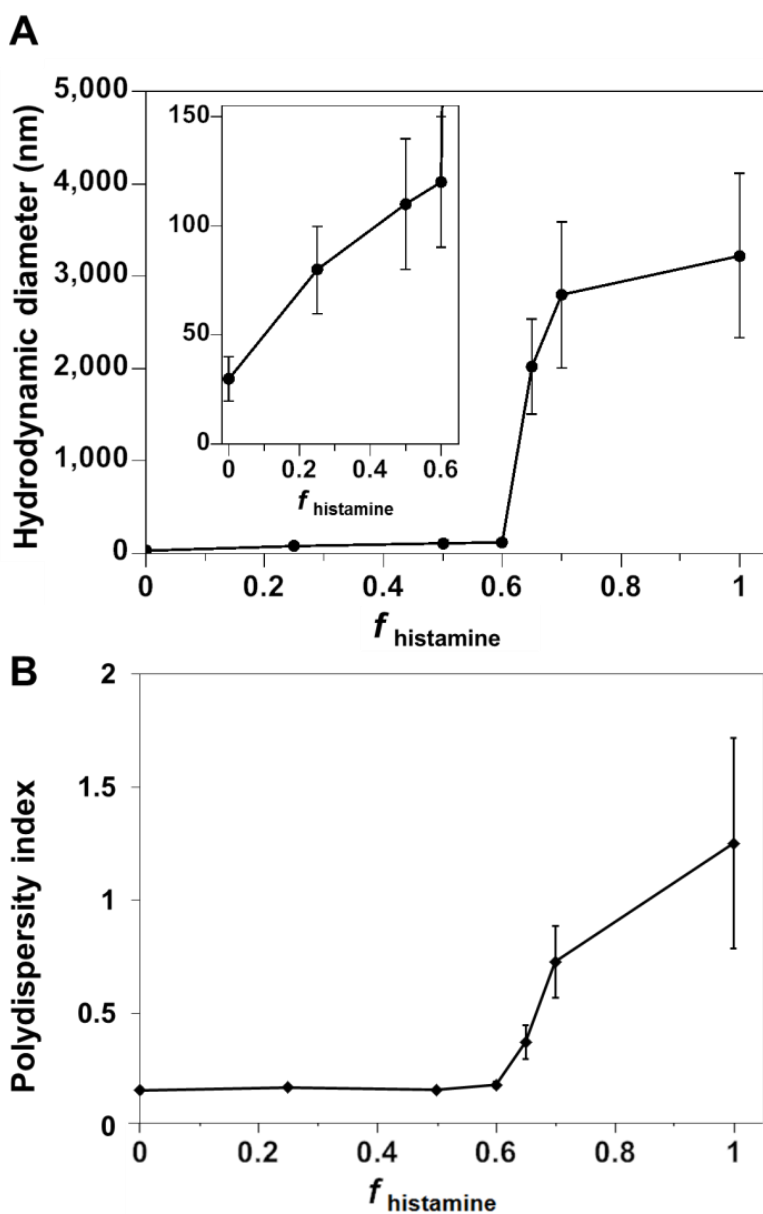 A
Hydrodynamic diameter (nm)
5,000
4,000
3,000
2,000
1,000
0
150
100
50
0
0 0.2 0.4 0.6
f histamine
0 0.2 0.4 0.6 0.8 1
f histamine
B
Polydispersity index
2
1.5
1
0.5
0
0 0.2 0.4 0.6 0.8 1
f histamine